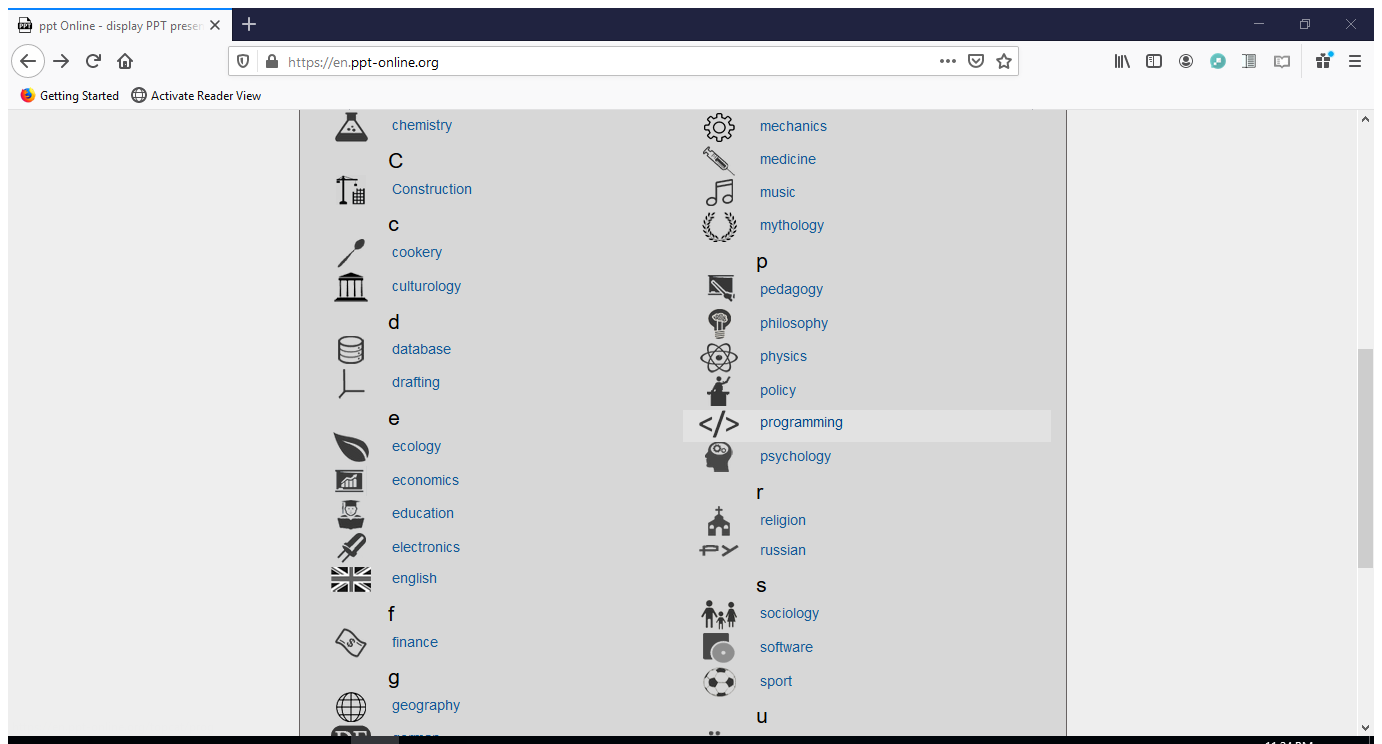 ppt Online - display PPT presen
https://en.ppt-online.org
Getting Started
Activate Reader View
chemistry
C
Construction
c
cookery
culturology
d
database
drafting
e
ecology
economics
education
electronics
english
f
finance
g
geography
mechanics
medicine
music
mythology
p
pedagogy
philosophy
physics
policy
programming
psychology
r
religion
russian
s
sociology
software
sport
u